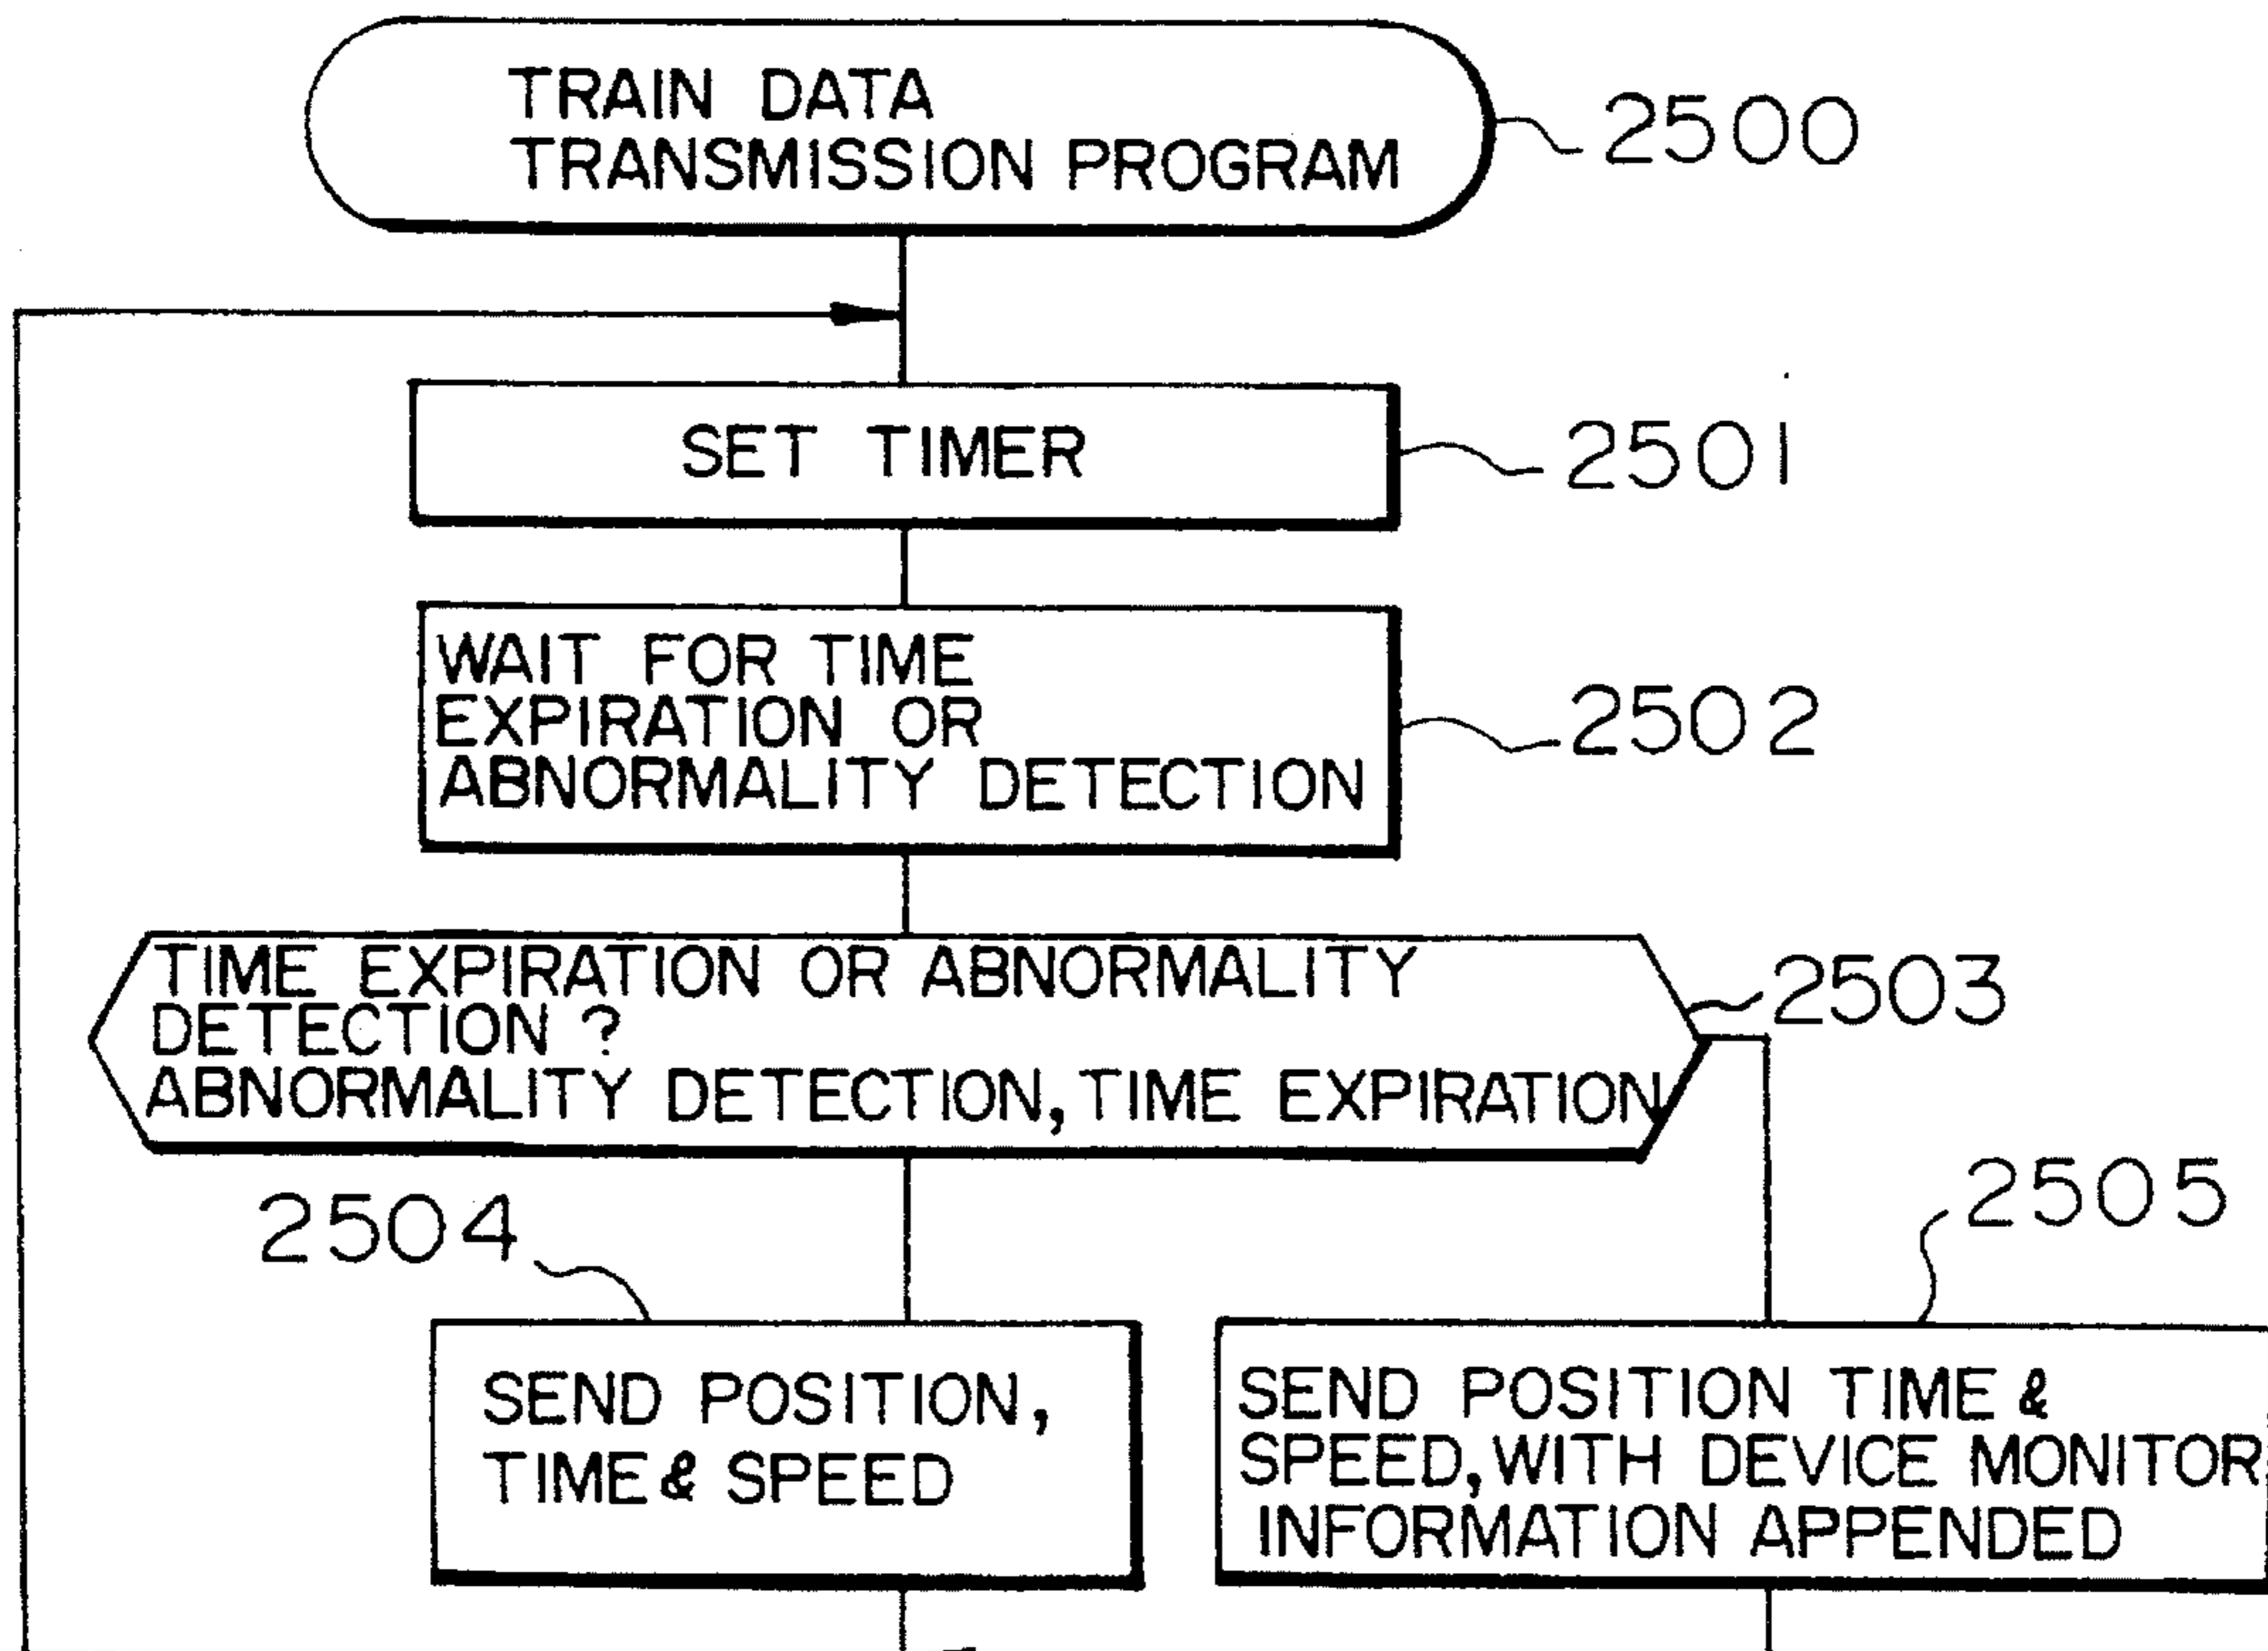 TRAIN DATA
TRANSMISSION PROGRAM
2500
SET TIMER
2501
WAIT FOR TIME
EXPIRATION OR
ABNORMALITY DETECTION
2502
TIME EXPIRATION OR ABNORMALITY
DETECTION ?
ABNORMALITY DETECTION, TIME EXPIRATION
2503
2504
2505
SEND POSITION,
TIME & SPEED
SEND POSITION TIME &
SPEED, WITH DEVICE MONITOR
INFORMATION APPENDED